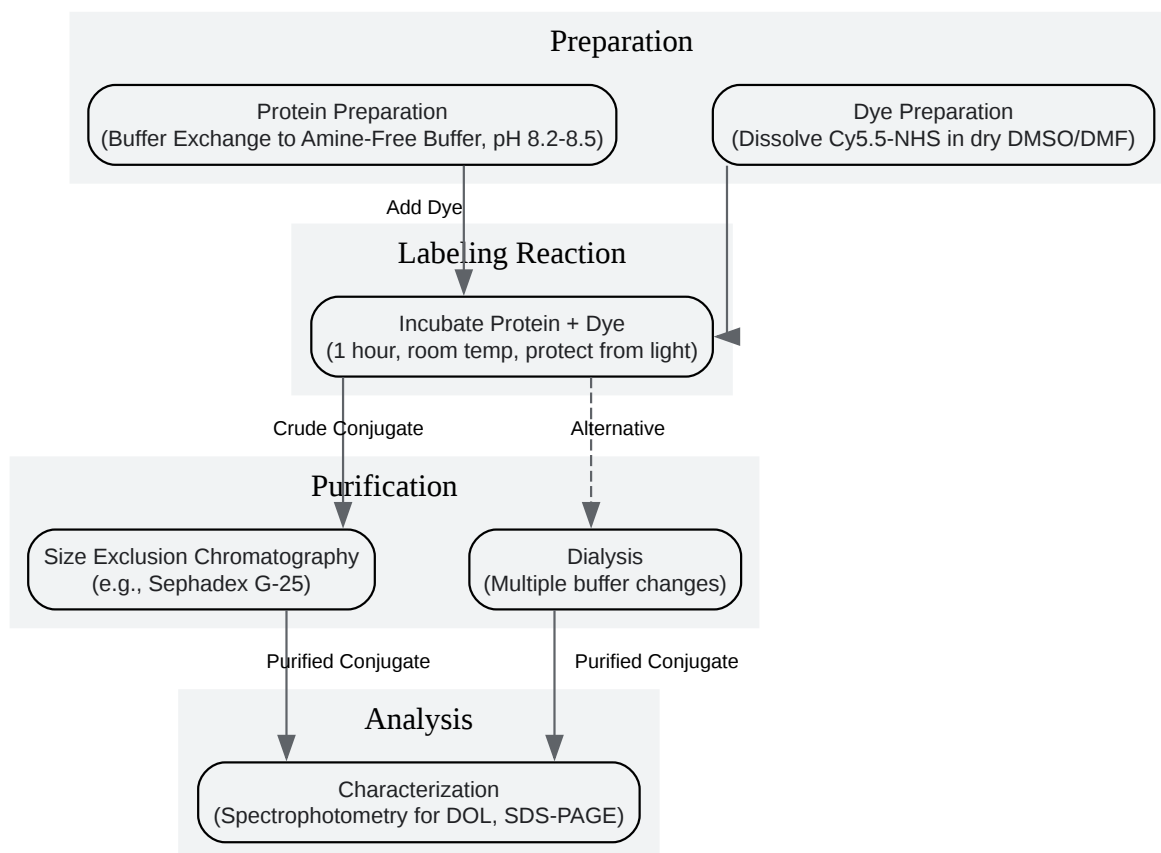 Preparation
Protein Preparation
(Buffer Exchange to Amine-Free Buffer, pH 8.2-8.5)
Dye Preparation
(Dissolve Cy5.5-NHS in dry DMSO/DMF)
Add Dye
Labeling Reaction
Incubate Protein + Dye
(1 hour, room temp, protect from light)
Crude Conjugate
Alternative
Purification
Size Exclusion Chromatography
(e.g., Sephadex G-25)
Dialysis
(Multiple buffer changes)
Purified Conjugate
Purified Conjugate
Analysis
Characterization
(Spectrophotometry for DOL, SDS-PAGE)